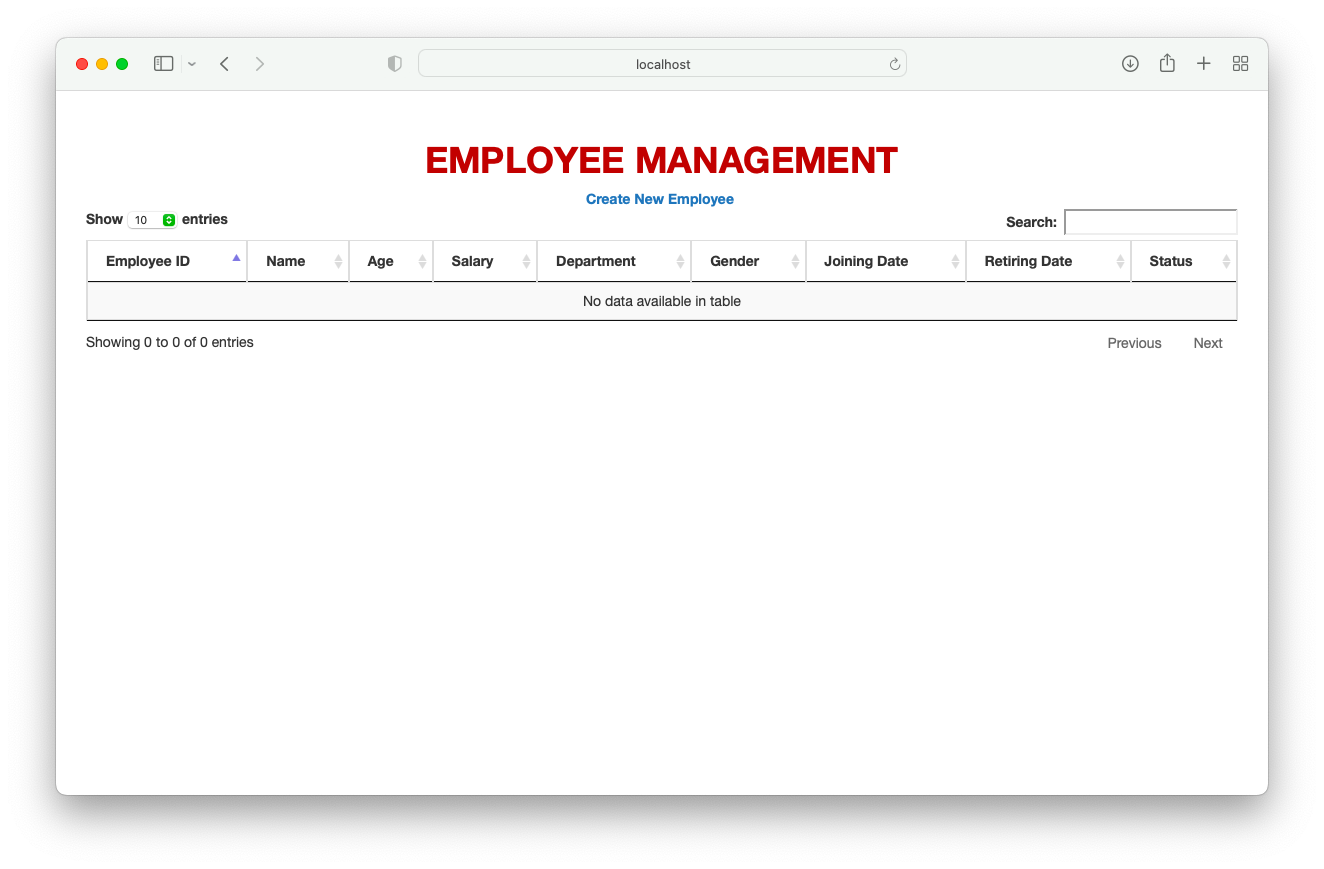 localhost
EMPLOYEE MANAGEMENT
Create New Employee
Show 10 entries
Search:
Employee ID Name Age Salary Department Gender Joining Date Retiring Date Status
No data available in table
Showing 0 to 0 of 0 entries
Previous Next